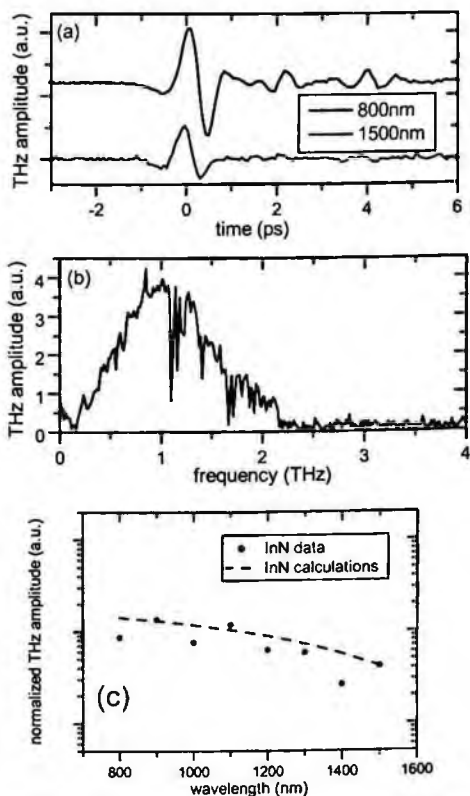 (a)
THz amplitude (a.u.)
800nm
1500nm
-2 0 2 4 6
time (ps)
(b)
THz amplitude (a.u.)
4
3
2
1
0
0 1 2 3 4
frequency (THz)
normalized THz amplitude (a.u.)
InN data
InN calculations
(c)
800 1000 1200 1400 1600
wavelength (nm)